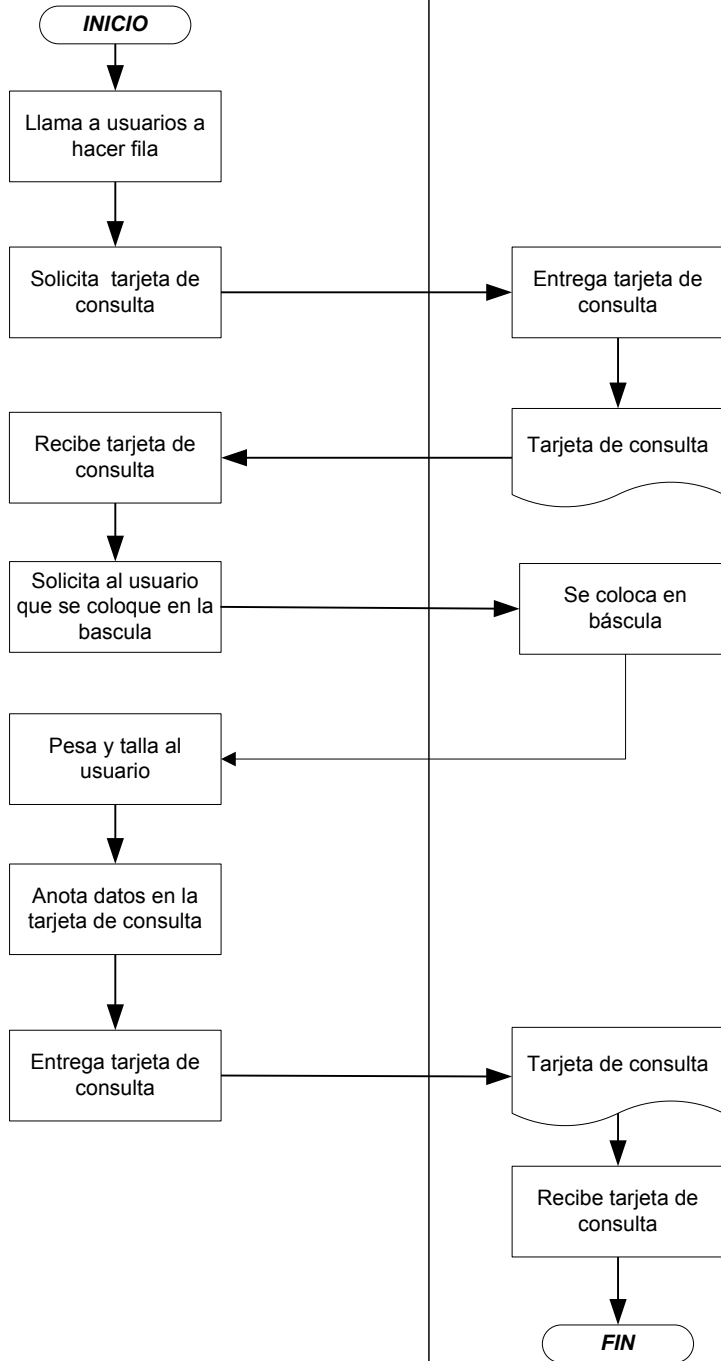 INICIO
Llama a usuarios a
hacer fila
Solicita tarjeta de
consulta
Entrega tarjeta de
consulta
Tarjeta de consulta
Recibe tarjeta de
consulta
Solicita al usuario
que se coloque en la
bascula
Se coloca en
báscula
Pesa y talla al
usuario
Anota datos en la
tarjeta de consulta
Entrega tarjeta de
consulta
Tarjeta de consulta
Recibe tarjeta de
consulta
FIN